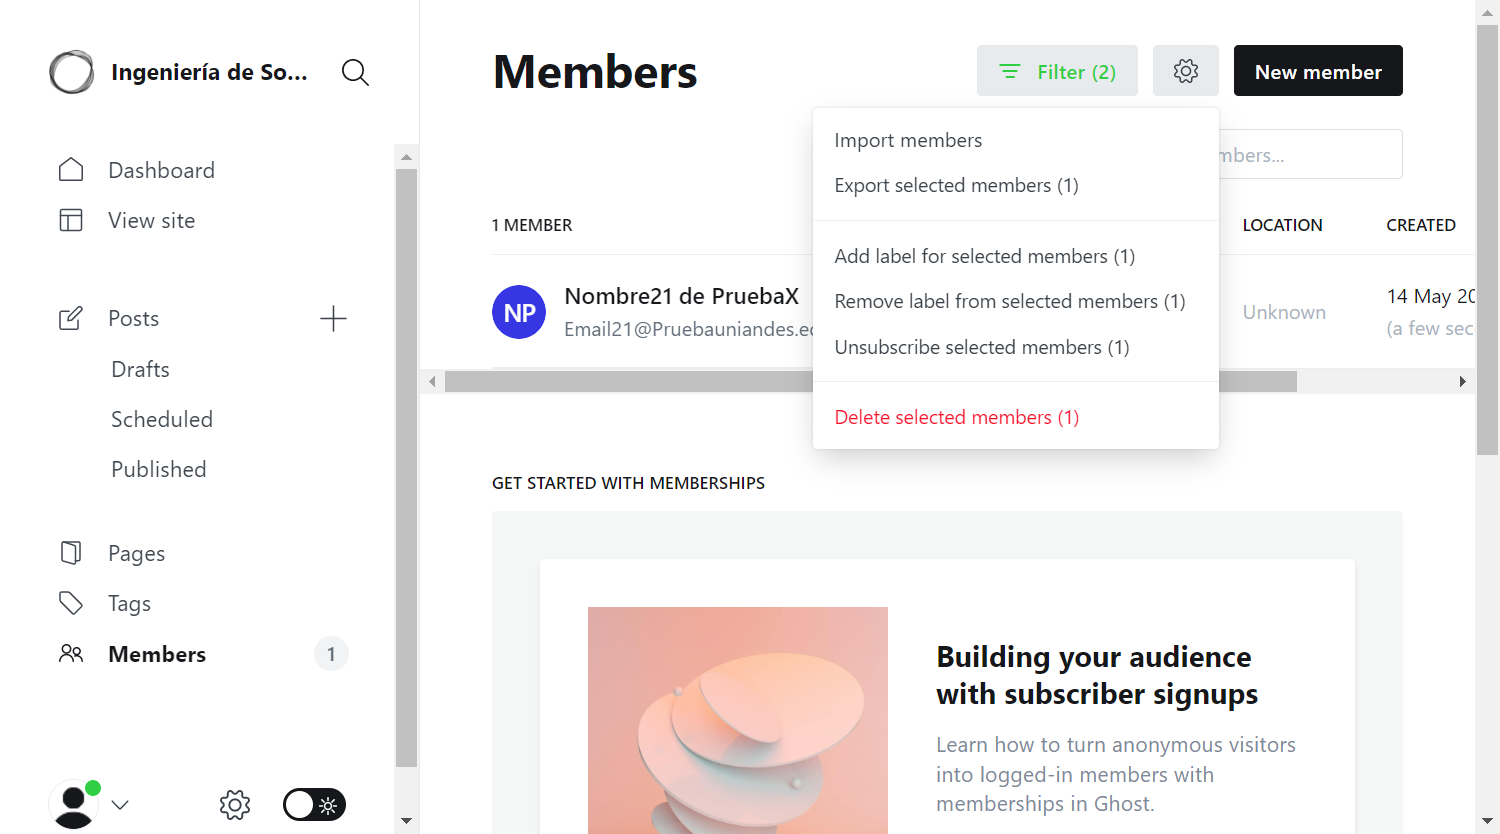 Ingeniería de So...
Dashboard
View site
Posts
Drafts
Scheduled
Published
Pages
Tags
Members
1
Members
Filter (2)
New member
Import members
Export selected members (1)
Add label for selected members (1)
Remove label from selected members (1)
Unsubscribe selected members (1)
Delete selected members (1)
1 MEMBER
LOCATION
CREATED
NP
Nombre21 de PruebaX
Email21@Pruebauniandes.
Unknown
14 May
(a few
GET STARTED WITH MEMBERSHIPS
Building your audience
with subscriber signups
Learn how to turn anonymous visitors
into logged-in members with
memberships in Ghost.